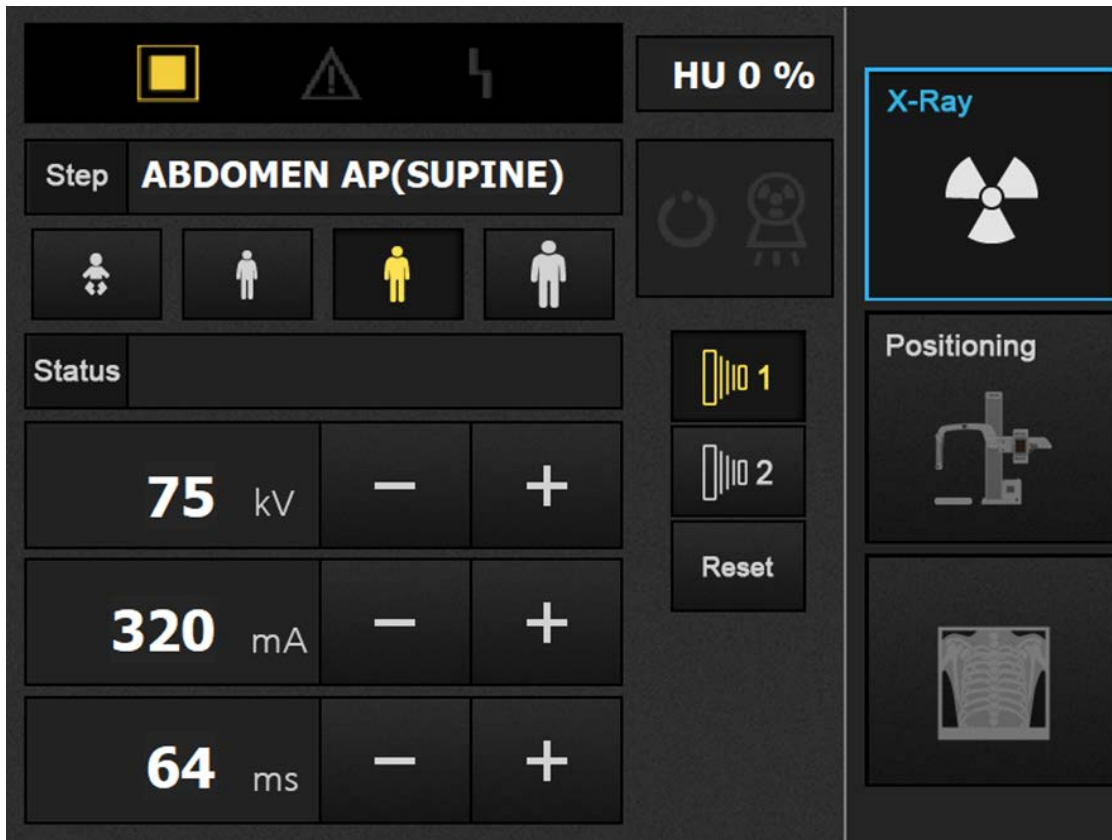 HU 0 %
X-Ray
Step ABDOMEN AP(SUPINE)
Status
1
Positioning
75 kV − +
2
Reset
320 mA − +
64 ms − +